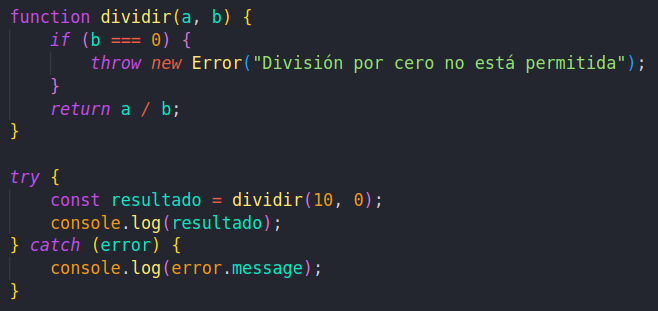 function dividir(a, b) {
    if (b === 0) {
        throw new Error("División por cero no está permitida");
    }
    return a / b;
}

try {
    const resultado = dividir(10, 0);
    console.log(resultado);
} catch (error) {
    console.log(error.message);
}